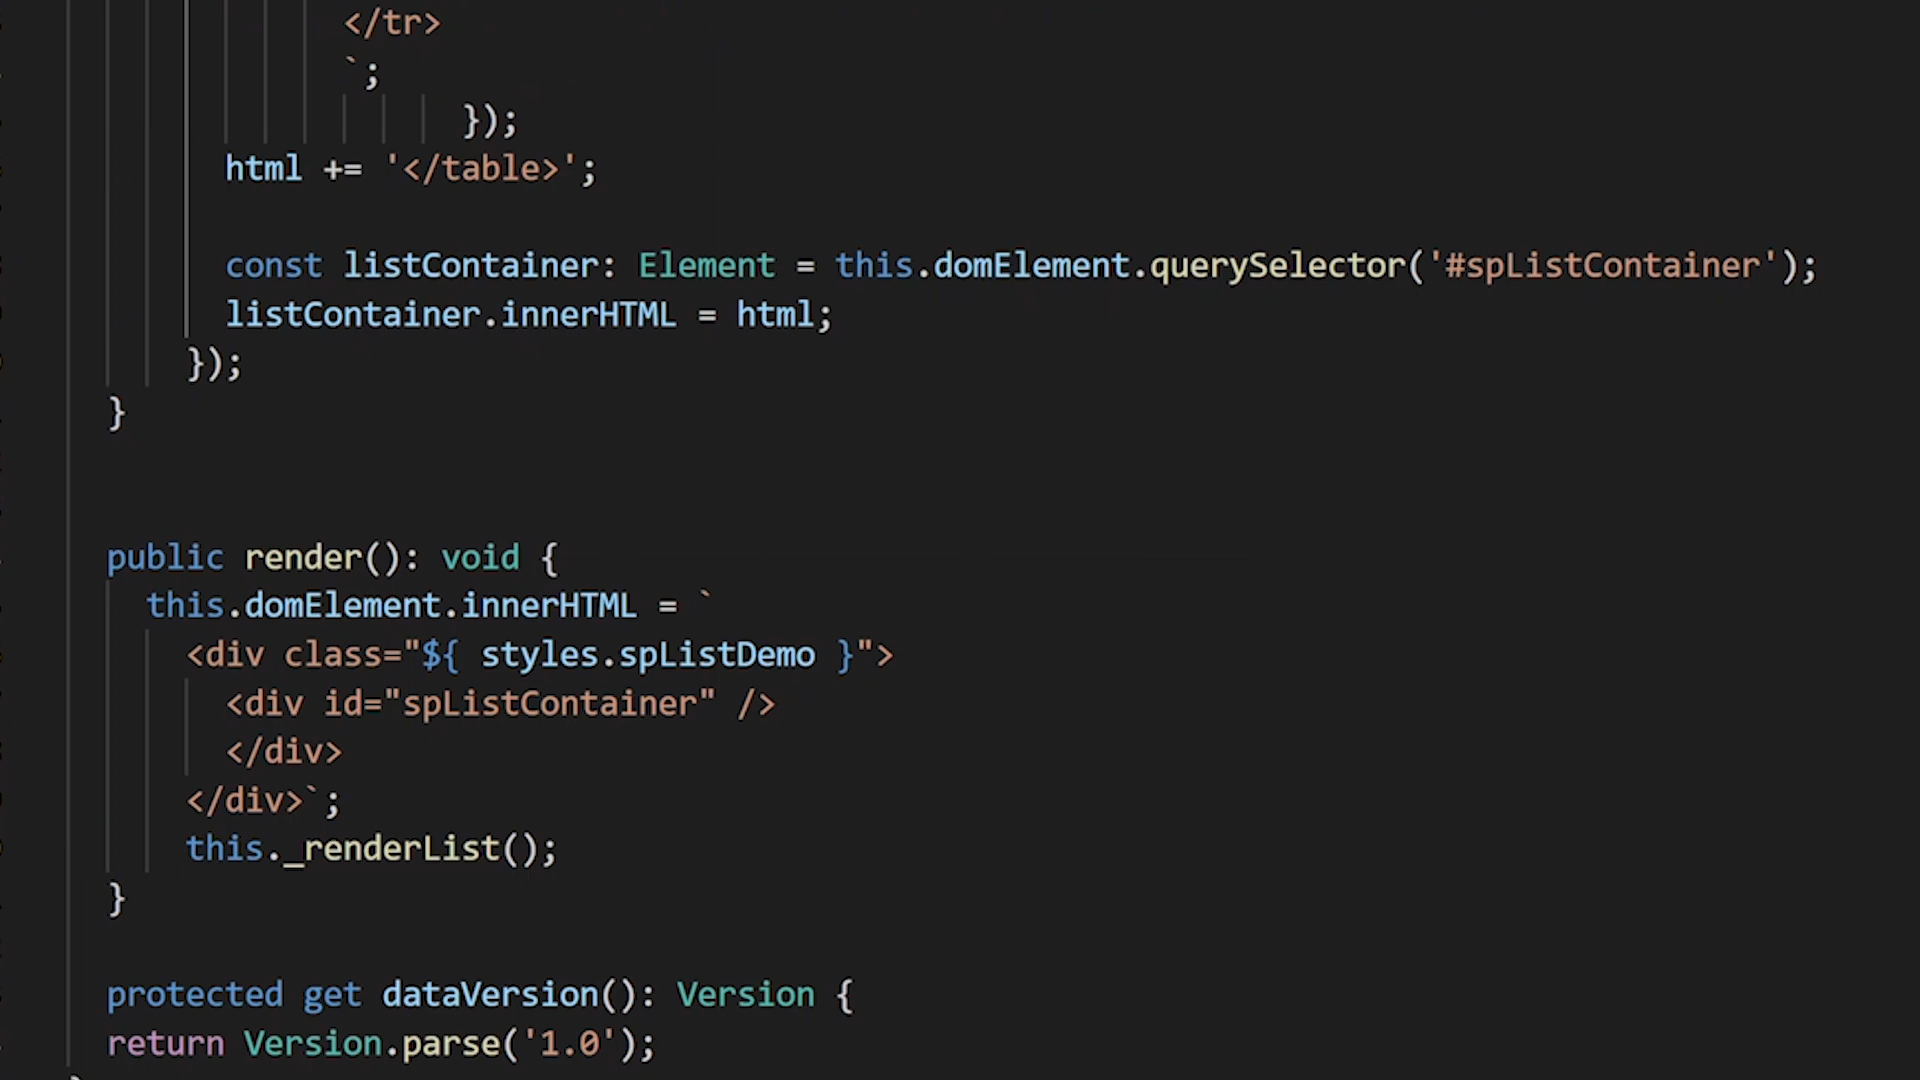 </tr>
`;
});
html += '</table>';
const listContainer: Element = this.domElement.querySelector('#spListContainer');
listContainer.innerHTML = html;
});
}
public render(): void {
this.domElement.innerHTML = `
<div class="${ styles.spListDemo }">
<div id="spListContainer" />
</div>
</div>`;
this._renderList();
}
protected get dataVersion(): Version {
return Version.parse('1.0');